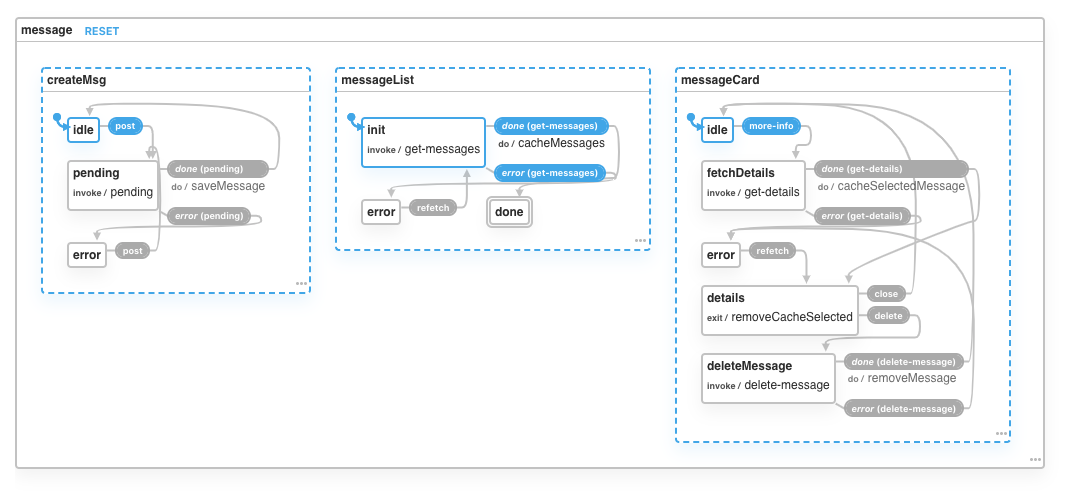 message RESET
createMsg
idle
post
pending
invoke / pending
done (pending)
do / saveMessage
error (pending)
error
post
messageList
init
invoke / get-messages
done (get-messages)
do / cacheMessages
error (get-messages)
error
refetch
done
messageCard
idle
more-info
fetchDetails
invoke / get-details
done (get-details)
do / cacheSelectedMessage
error (get-details)
error
refetch
details
exit / removeCacheSelected
close
delete
deleteMessage
invoke / delete-message
done (delete-message)
do / removeMessage
error (delete-message)